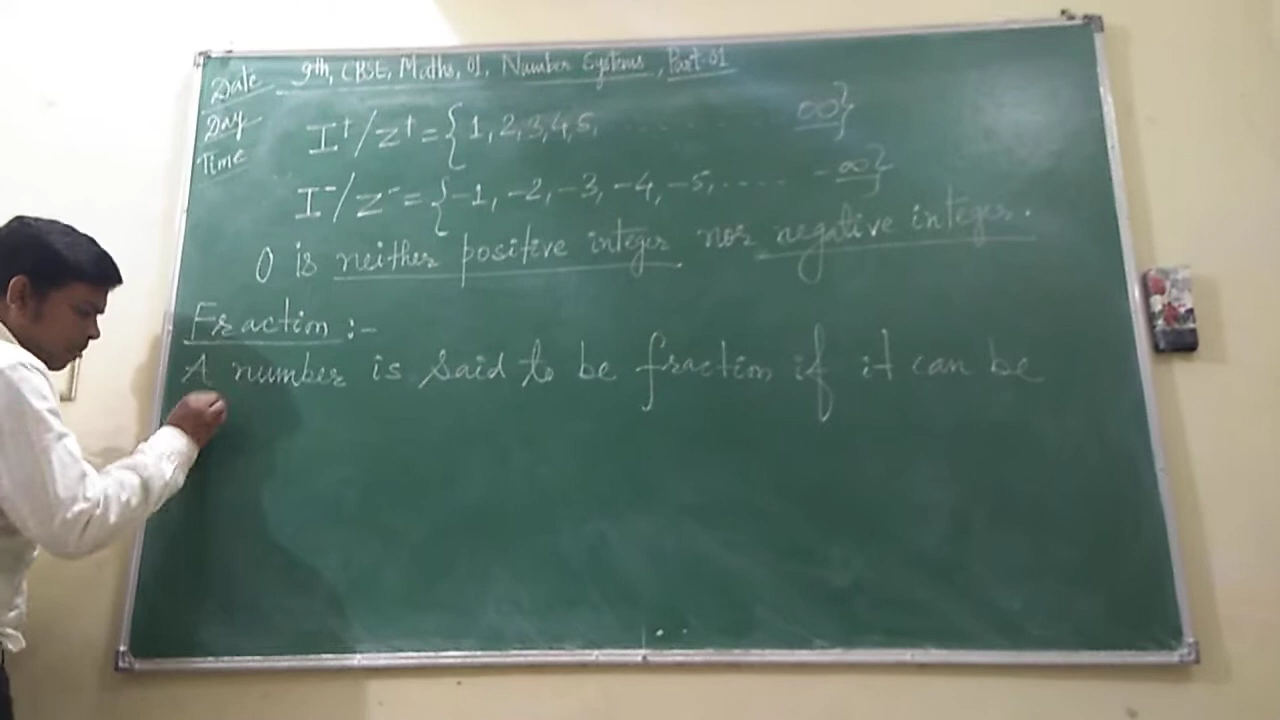 Date 9th, CBSE, Maths, 01, Number Systems, Part-01
Day
Time
I⁺/Z⁺ = {1, 2, 3, 4, 5, ............ ∞}
I⁻/Z⁻ = {-1, -2, -3, -4, -5, ..... -∞}
0 is neither positive integer nor negative integer.
Fraction :-
A number is said to be fraction if it can be